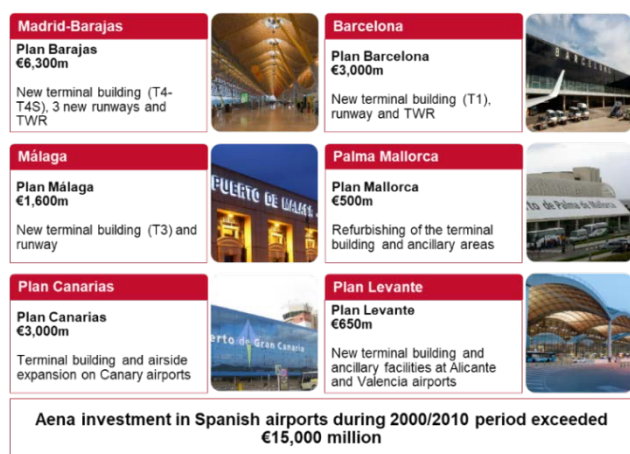 Madrid-Barajas
Plan Barajas
€6,300m
New terminal building (T4-
T4S), 3 new runways and
TWR
Barcelona
Plan Barcelona
€3,000m
New terminal building (T1),
runway and TWR
BARCELONA
Málaga
Plan Málaga
€1,600m
New terminal building (T3) and
runway
PUERTO DE MALAGA
Palma Mallorca
Plan Mallorca
€500m
Refurbishing of the terminal
building and ancillary areas
rto de Palma de Mallorca
Plan Canarias
Plan Canarias
€3,000m
Terminal building and airside
expansion on Canary airports
erto de Gran Canaria
Plan Levante
Plan Levante
€650m
New terminal building and
ancillary facilities at Alicante
and Valencia airports
Aena investment in Spanish airports during 2000/2010 period exceeded
€15,000 million